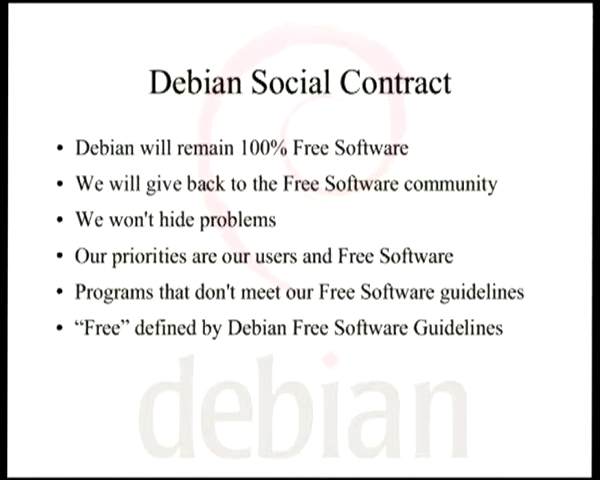 Debian Social Contract
• Debian will remain 100% Free Software
• We will give back to the Free Software community
• We won't hide problems
• Our priorities are our users and Free Software
• Programs that don't meet our Free Software guidelines
• “Free” defined by Debian Free Software Guidelines
debian